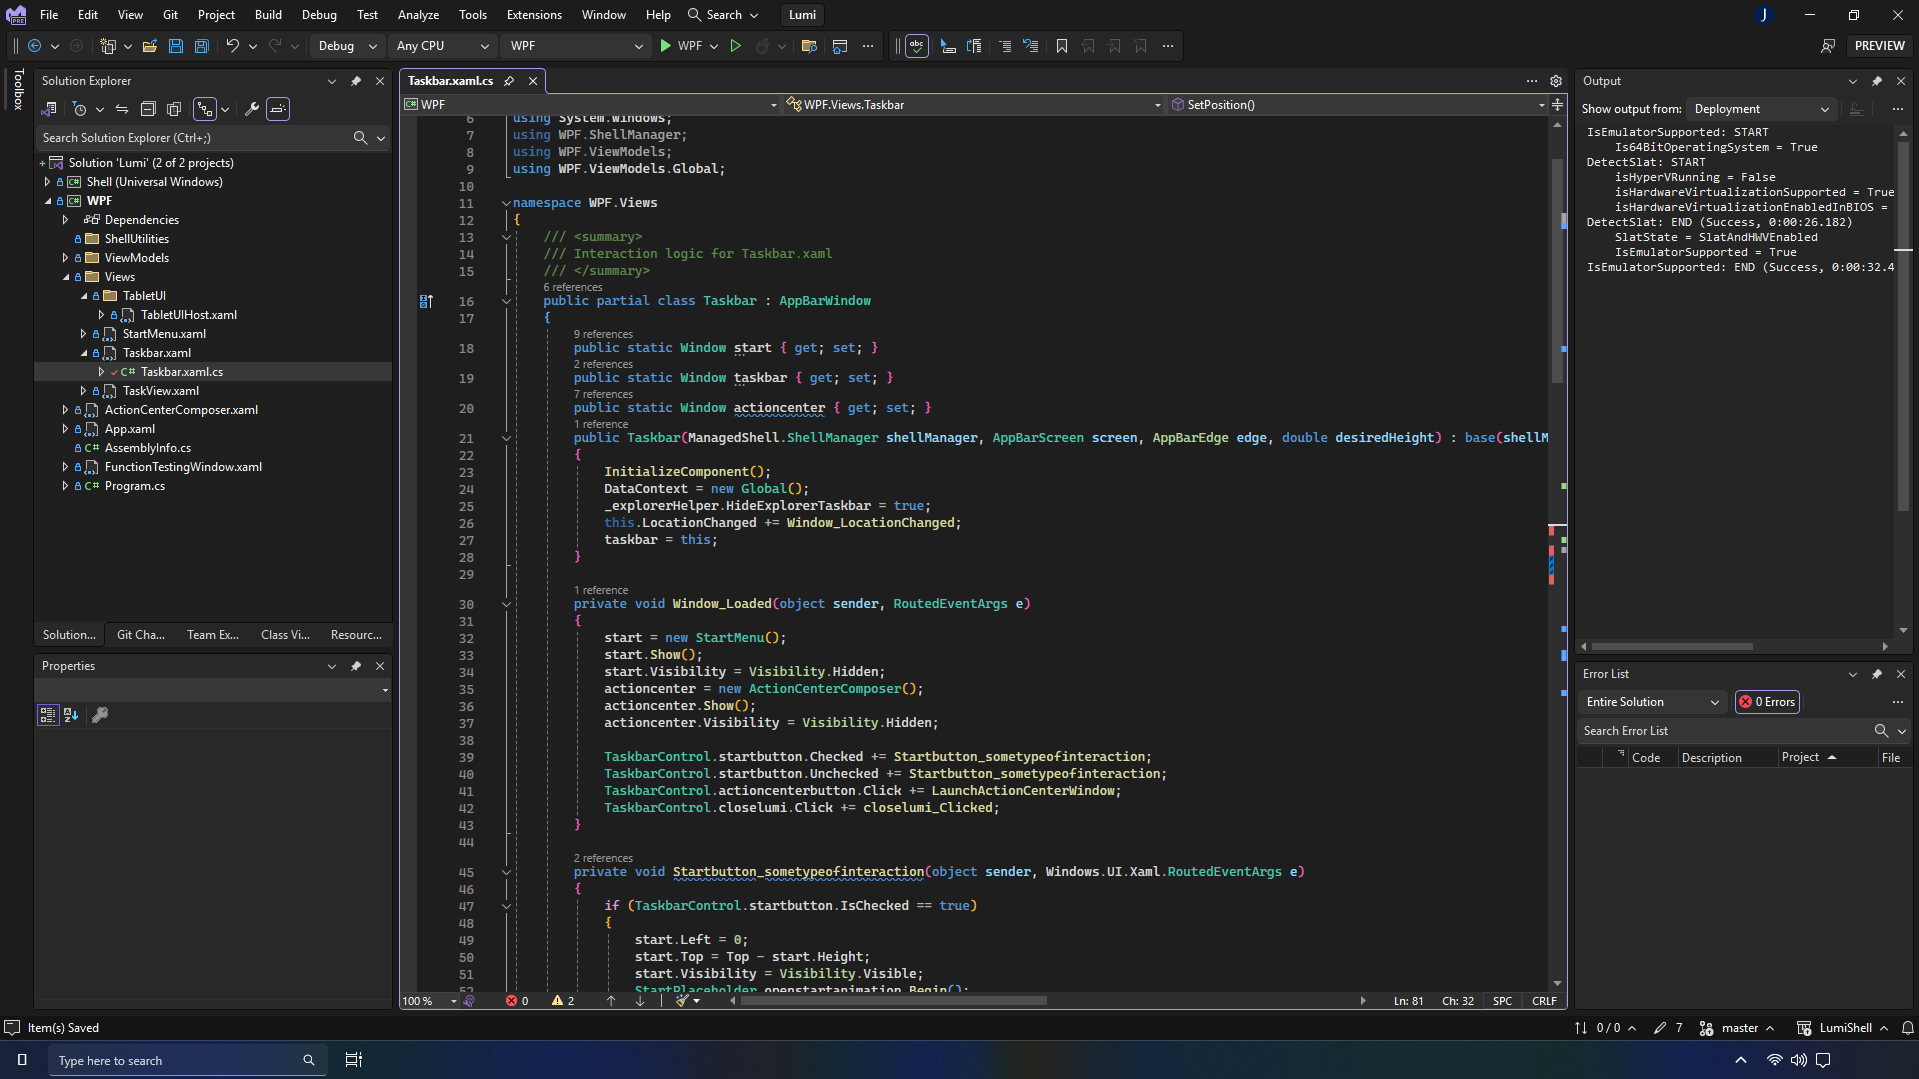 File Edit View Git Project Build Debug Test Analyze Tools Extensions Window Help Search Lumi J
Debug Any CPU WPF WPF PREVIEW
Toolbox
Solution Explorer
Search Solution Explorer (Ctrl+;)
Solution 'Lumi' (2 of 2 projects)
Shell (Universal Windows)
WPF
Dependencies
ShellUtilities
ViewModels
Views
TabletUI
TabletUIHost.xaml
StartMenu.xaml
Taskbar.xaml
Taskbar.xaml.cs
TaskView.xaml
ActionCenterComposer.xaml
App.xaml
AssemblyInfo.cs
FunctionTestingWindow.xaml
Program.cs
Solution... Git Cha... Team Ex... Class Vi... Resourc...
Properties
Taskbar.xaml.cs
WPF WPF.Views.Taskbar SetPosition()
6 using System.Windows;
7 using WPF.ShellManager;
8 using WPF.ViewModels;
9 using WPF.ViewModels.Global;
10
11 namespace WPF.Views
12 {
13 /// <summary>
14 /// Interaction logic for Taskbar.xaml
15 /// </summary>
6 references
16 public partial class Taskbar : AppBarWindow
17 {
9 references
18 public static Window start { get; set; }
2 references
19 public static Window taskbar { get; set; }
7 references
20 public static Window actioncenter { get; set; }
1 reference
21 public Taskbar(ManagedShell.ShellManager shellManager, AppBarScreen screen, AppBarEdge edge, double desiredHeight) : base(shellM
22 {
23 InitializeComponent();
24 DataContext = new Global();
25 _explorerHelper.HideExplorerTaskbar = true;
26 this.LocationChanged += Window_LocationChanged;
27 taskbar = this;
28 }
29
1 reference
30 private void Window_Loaded(object sender, RoutedEventArgs e)
31 {
32 start = new StartMenu();
33 start.Show();
34 start.Visibility = Visibility.Hidden;
35 actioncenter = new ActionCenterComposer();
36 actioncenter.Show();
37 actioncenter.Visibility = Visibility.Hidden;
38
39 TaskbarControl.startbutton.Checked += Startbutton_sometypeofinteraction;
40 TaskbarControl.startbutton.Unchecked += Startbutton_sometypeofinteraction;
41 TaskbarControl.actioncenterbutton.Click += LaunchActionCenterWindow;
42 TaskbarControl.closelumi.Click += closelumi_Clicked;
43 }
44
2 references
45 private void Startbutton_sometypeofinteraction(object sender, Windows.UI.Xaml.RoutedEventArgs e)
46 {
47 if (TaskbarControl.startbutton.IsChecked == true)
48 {
49 start.Left = 0;
50 start.Top = Top - start.Height;
51 start.Visibility = Visibility.Visible;
52 StartPlaceholder.openstartanimation.Begin();
100 % 0 2 Ln: 81 Ch: 32 SPC CRLF
Output
Show output from: Deployment
IsEmulatorSupported: START
Is64BitOperatingSystem = True
DetectSlat: START
isHyperVRunning = False
isHardwareVirtualizationSupported = True
isHardwareVirtualizationEnabledInBIOS =
DetectSlat: END (Success, 0:00:26.182)
SlatState = SlatAndHWVEnabled
IsEmulatorSupported = True
IsEmulatorSupported: END (Success, 0:00:32.4
Error List
Entire Solution 0 Errors
Search Error List
Code Description Project File
Item(s) Saved 0 / 0 7 master LumiShell
Type here to search